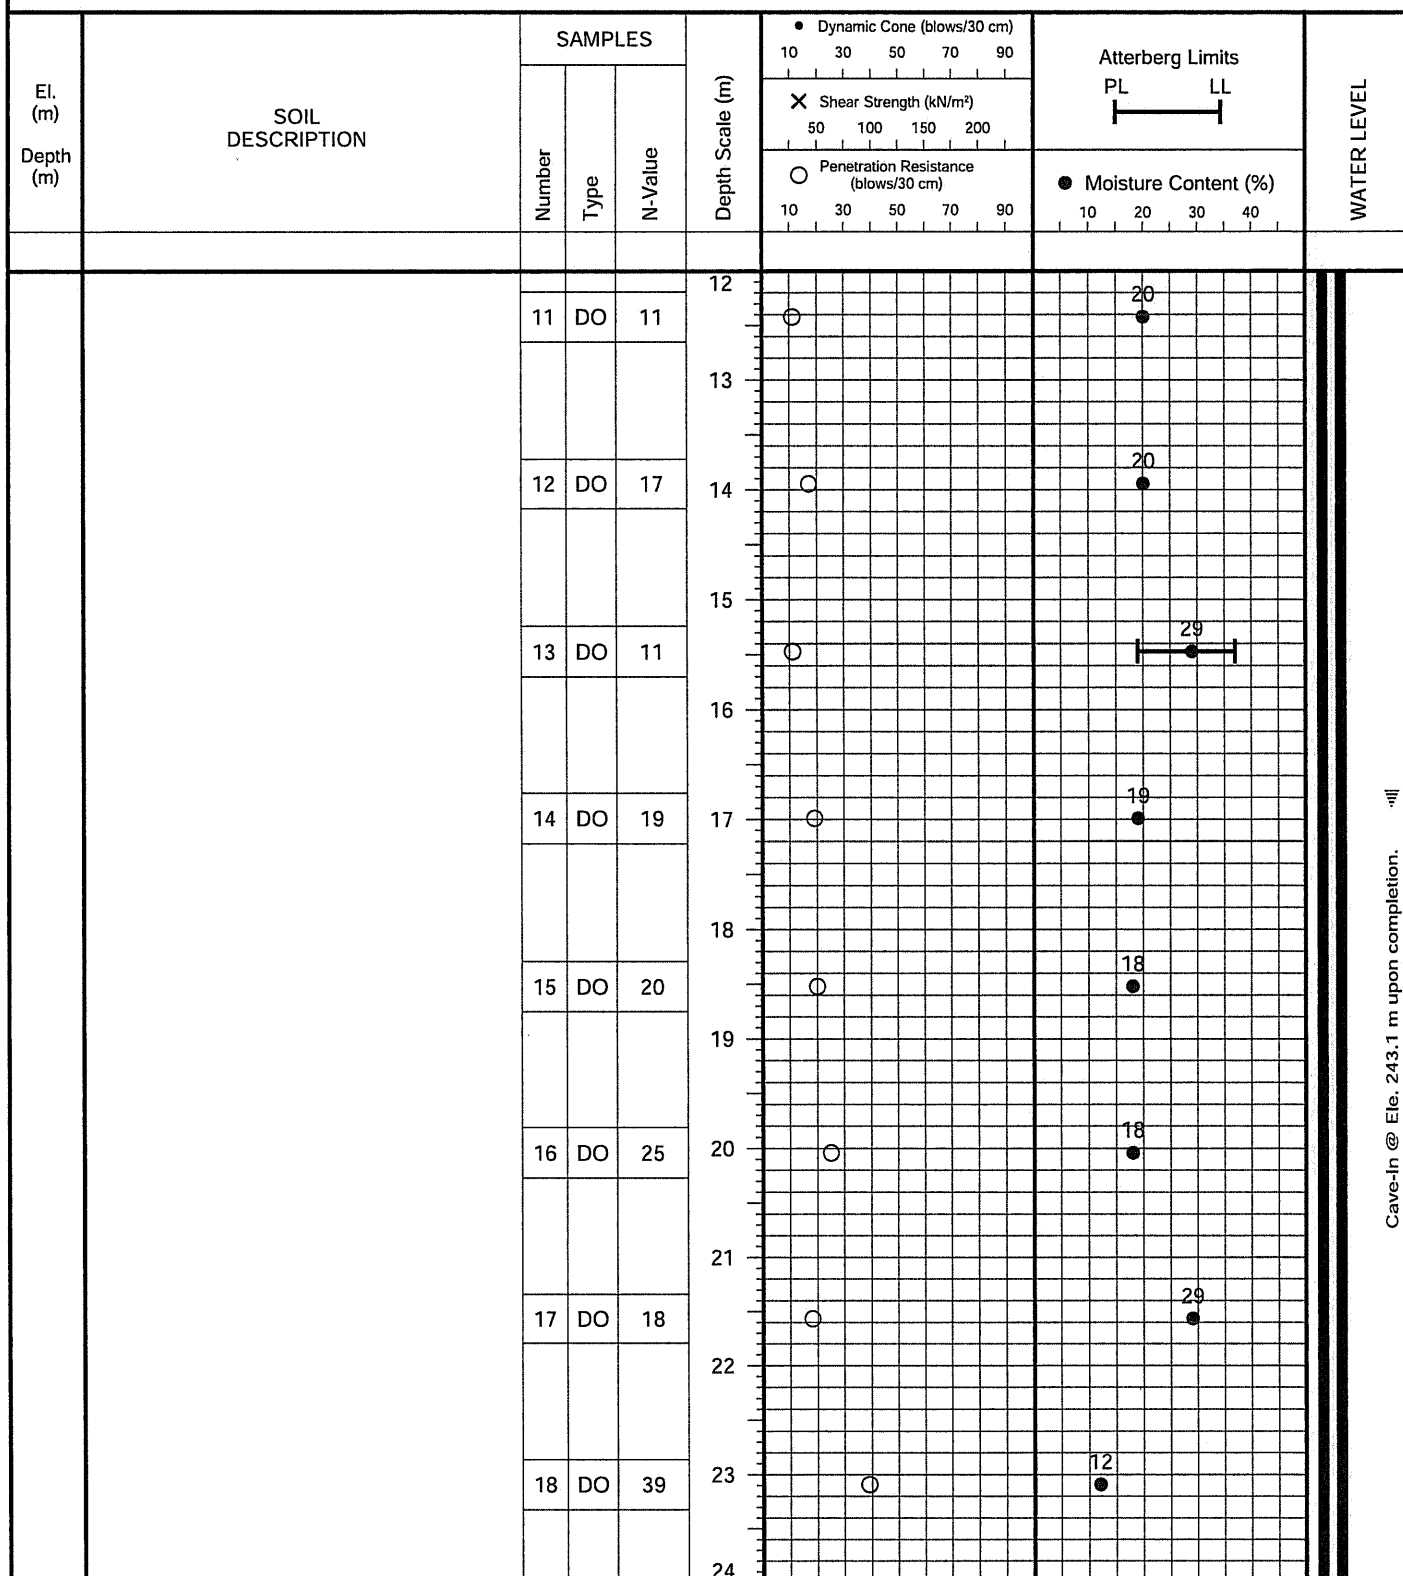 El.
(m)
Depth
(m)
SOIL
DESCRIPTION
SAMPLES
Number
Type
N-Value
Depth Scale (m)
• Dynamic Cone (blows/30 cm)
10 30 50 70 90
✕ Shear Strength (kN/m²)
50 100 150 200
○ Penetration Resistance
(blows/30 cm)
10 30 50 70 90
Atterberg Limits
PL LL
● Moisture Content (%)
10 20 30 40
WATER LEVEL
12
20
11 DO 11
13
20
12 DO 17
14
15
29
13 DO 11
16
19
14 DO 19
17
18
18
15 DO 20
19
18
16 DO 25
20
21
29
17 DO 18
22
12
23
18 DO 39
24
Cave-In @ Ele. 243.1 m upon completion.